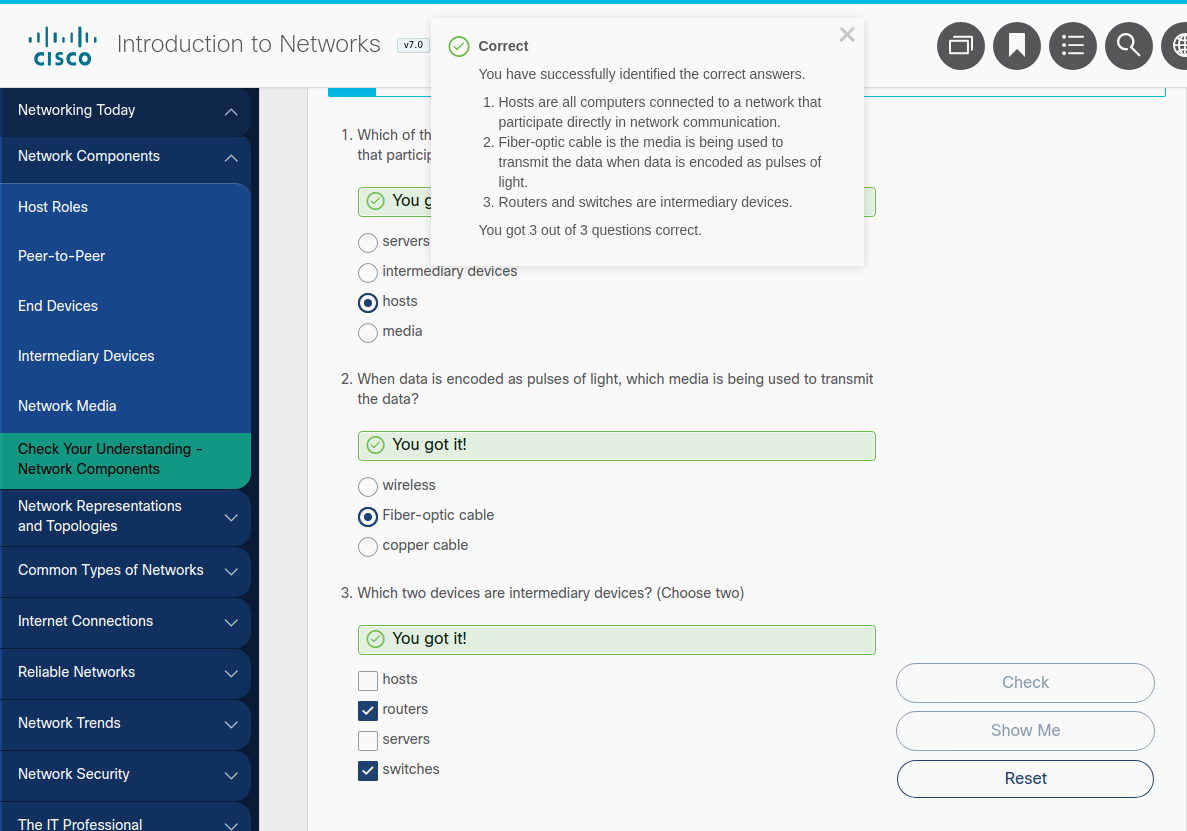 CISCO
Introduction to Networks
v7.0
Correct
You have successfully identified the correct answers.
1. Hosts are all computers connected to a network that
participate directly in network communication.
2. Fiber-optic cable is the media is being used to
transmit the data when data is encoded as pulses of
light.
3. Routers and switches are intermediary devices.
You got 3 out of 3 questions correct.
Networking Today
Network Components
Host Roles
Peer-to-Peer
End Devices
Intermediary Devices
Network Media
Check Your Understanding -
Network Components
Network Representations
and Topologies
Common Types of Networks
Internet Connections
Reliable Networks
Network Trends
Network Security
The IT Professional
1. Which of th
that particip
You g
servers
intermediary devices
hosts
media
2. When data is encoded as pulses of light, which media is being used to transmit
the data?
You got it!
wireless
Fiber-optic cable
copper cable
3. Which two devices are intermediary devices? (Choose two)
You got it!
hosts
routers
servers
switches
Check
Show Me
Reset